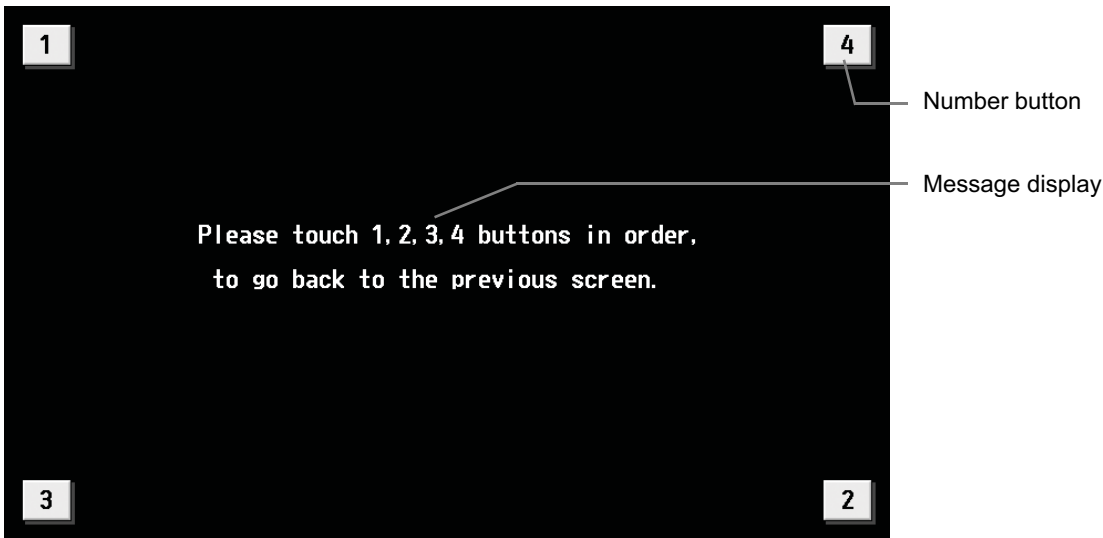 1
4
Number button
Message display
Please touch 1,2,3,4 buttons in order,
to go back to the previous screen.
3
2